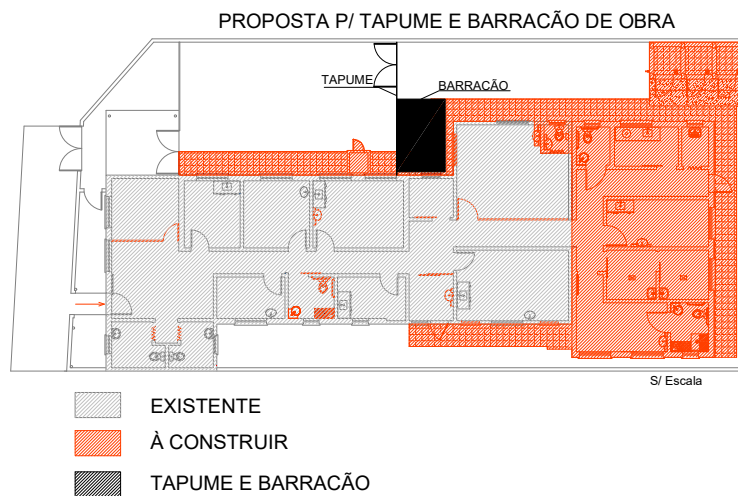 PROPOSTA P/ TAPUME E BARRACÃO DE OBRA
TAPUME
BARRACÃO
S/ Escala
EXISTENTE
À CONSTRUIR
TAPUME E BARRACÃO